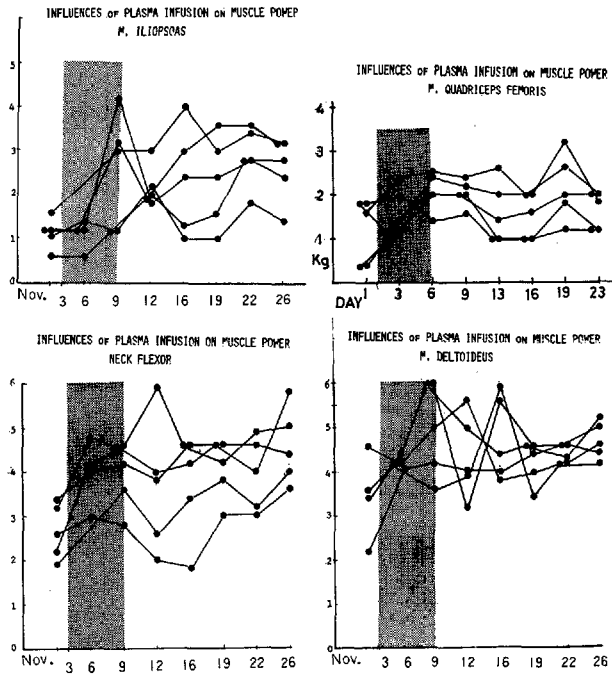 INFLUENCES OF PLASMA INFUSION ON MUSCLE POWER
M. ILIOPSOAS
5
4
3
2
1
0
Nov. 3 6 9 12 16 19 22 26
INFLUENCES OF PLASMA INFUSION ON MUSCLE POWER
M. QUADRICEPS FEMORIS
4
3
2
1
Kg
DAY 1 3 6 9 13 16 19 23
INFLUENCES OF PLASMA INFUSION ON MUSCLE POWER
NECK FLEXOR
6
5
4
3
2
1
0
Nov. 3 6 9 12 16 19 22 26
INFLUENCES OF PLASMA INFUSION ON MUSCLE POWER
M. DELTOIDEUS
6
5
4
3
2
1
0
Nov. 3 6 9 12 16 19 23 26